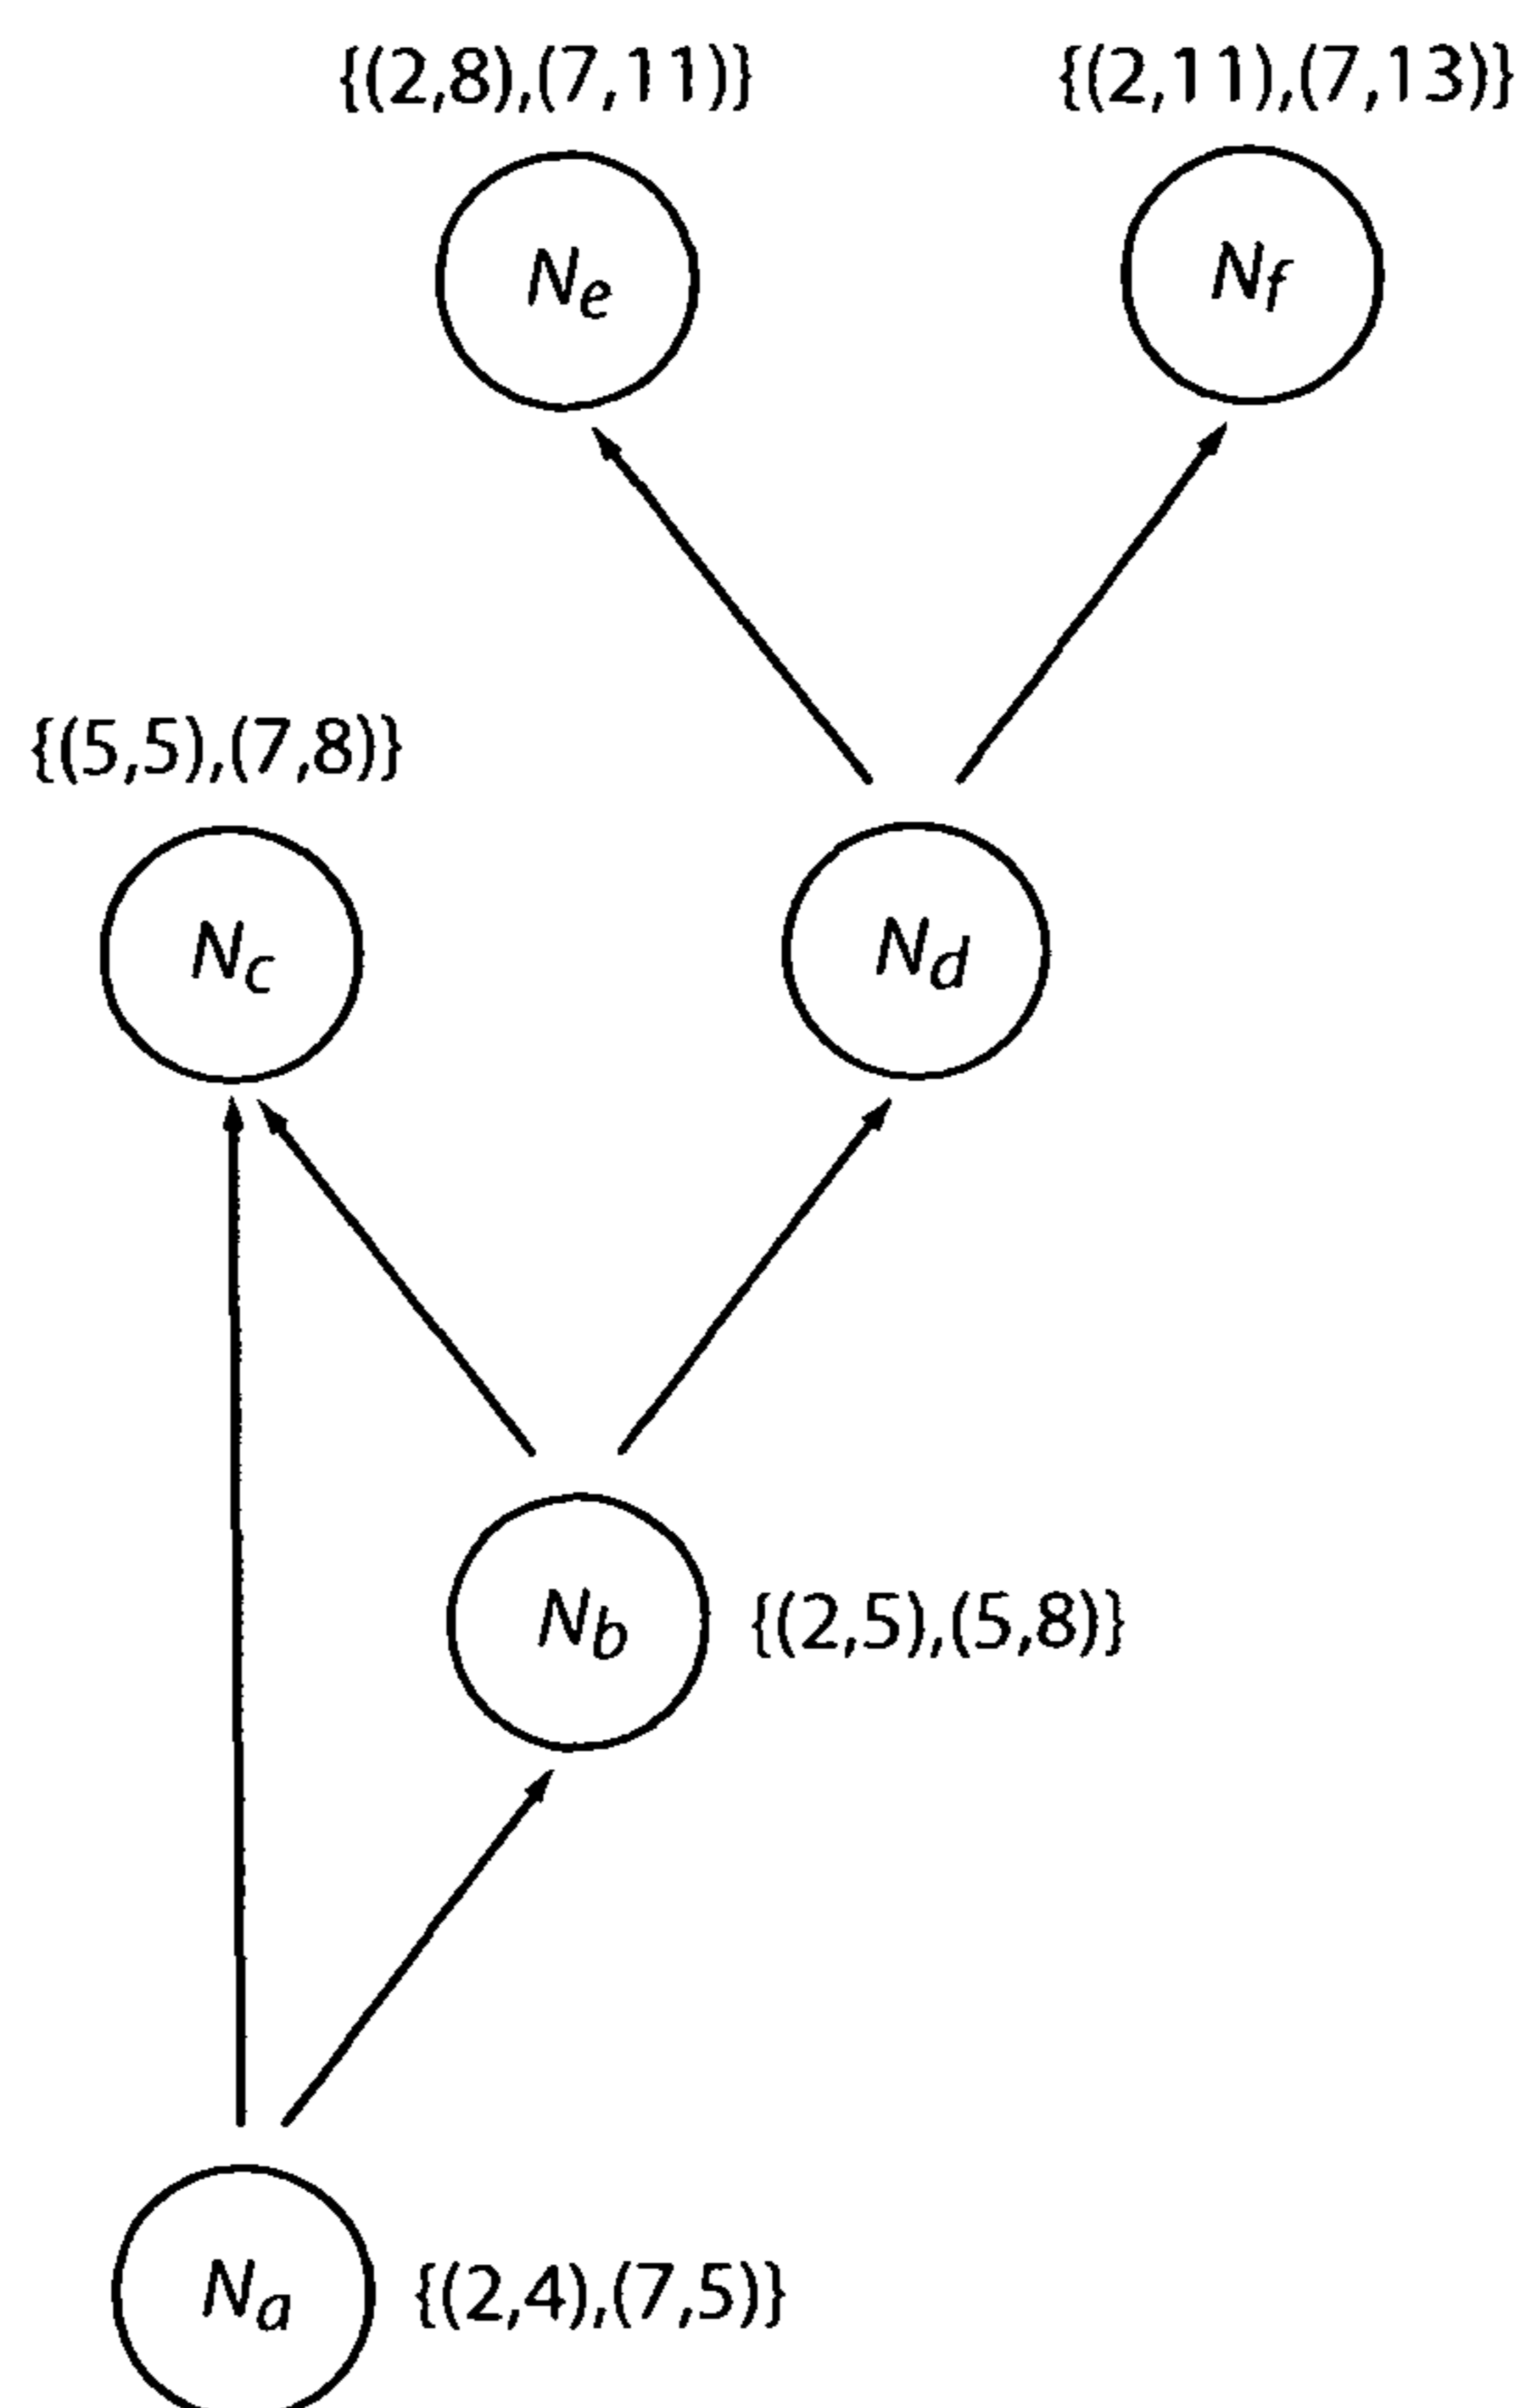 {(2,8),(7,11)} {(2,11),(7,13)}
Ne Nf
{(5,5),(7,8)}
Nc Nd
Nb {(2,5),(5,8)}
Na {(2,4),(7,5)}